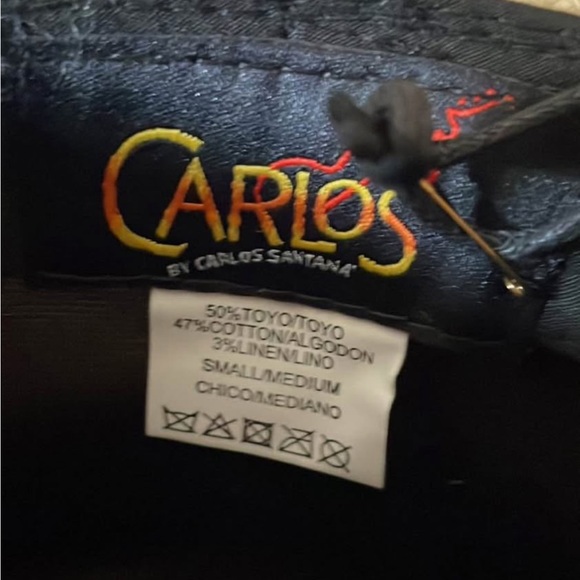 CARLOS
BY CARLOS SANTANA
50%TOYO/TOYO
47%COTTON/ALGODON
3%LINEN/LINO
SMALL/MEDIUM
CHICO/MEDIANO